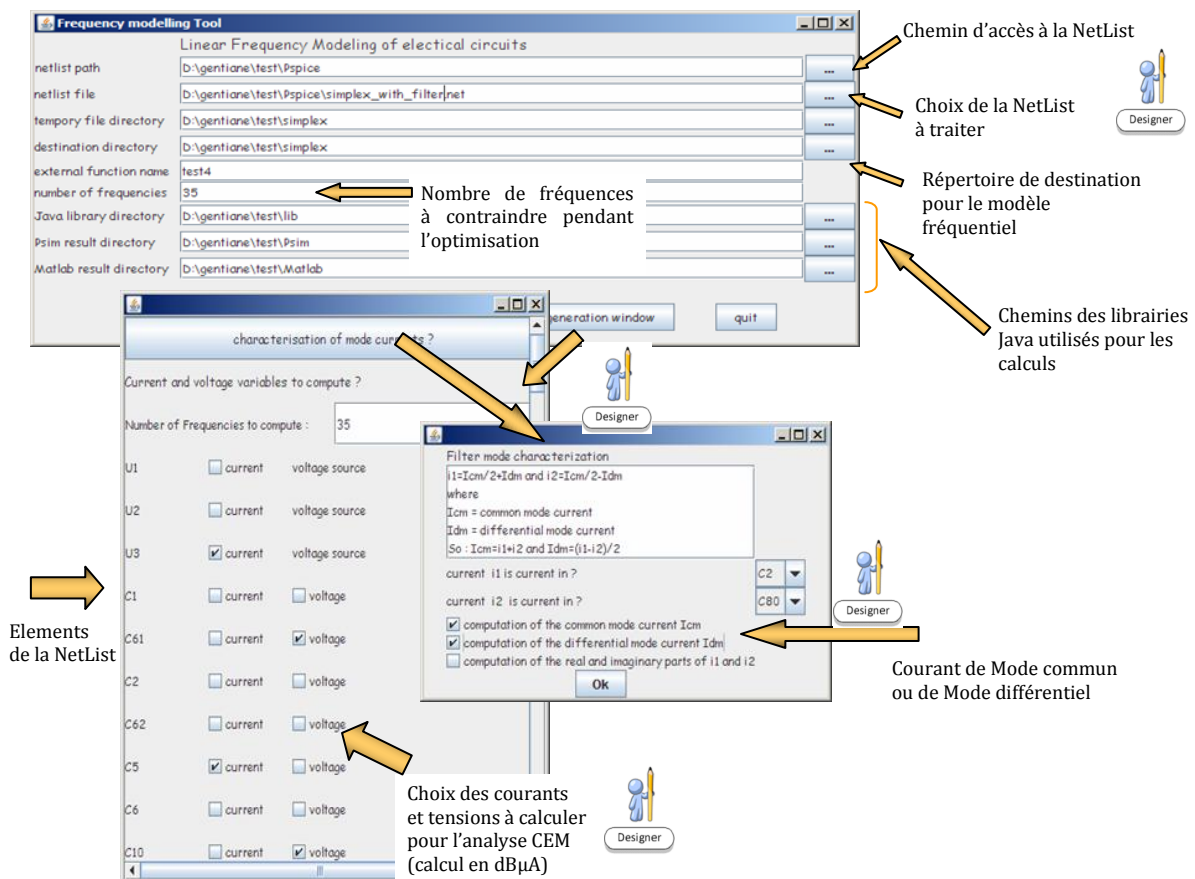 Frequency modelling Tool
Linear Frequency Modeling of electical circuits
netlist path
D:\gentiane\test\Pspice
...
netlist file
D:\gentiane\test\Pspice\simplex_with_filter.net
...
tempory file directory
D:\gentiane\test\simplex
...
destination directory
D:\gentiane\test\simplex
...
external function name
test4
number of frequencies
35
Java library directory
D:\gentiane\test\lib
...
Psim result directory
D:\gentiane\test\Psim
...
Matlab result directory
D:\gentiane\test\Matlab
...
generation window
quit
Chemin d'accès à la NetList
Choix de la NetList
à traiter
Designer
Répertoire de destination
pour le modèle
fréquentiel
Nombre de fréquences
à contraindre pendant
l'optimisation
Chemins des librairies
Java utilisés pour les
calculs
characterisation of mode currents ?
Current and voltage variables to compute ?
Number of Frequencies to compute :
35
U1 current voltage source
U2 current voltage source
U3 current voltage source
C1 current voltage
C61 current voltage
C2 current voltage
C62 current voltage
C5 current voltage
C6 current voltage
C10 current voltage
Designer
Filter mode characterization
i1=Icm/2+Idm and i2=Icm/2-Idm
where
Icm = common mode current
Idm = differential mode current
So : Icm=i1+i2 and Idm=(i1-i2)/2
current i1 is current in ?
C2
current i2 is current in ?
C80
computation of the common mode current Icm
computation of the differential mode current Idm
computation of the real and imaginary parts of i1 and i2
Ok
Designer
Elements
de la NetList
Courant de Mode commun
ou de Mode différentiel
Choix des courants
et tensions à calculer
pour l'analyse CEM
(calcul en dBµA)
Designer